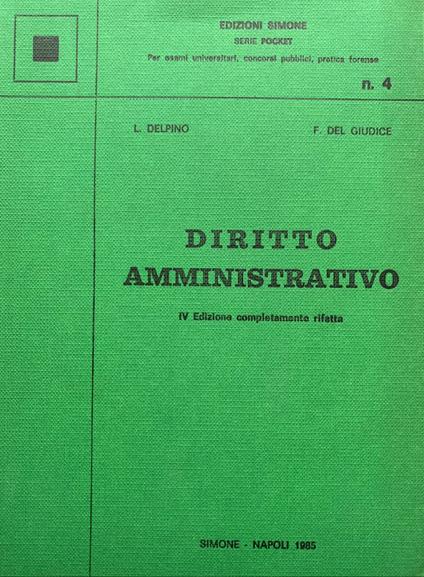 EDIZIONI SIMONE
SERIE POCKET
Per esami universitari, concorsi pubblici, pratica forense
n. 4
L. DELPINO F. DEL GIUDICE
DIRITTO
AMMINISTRATIVO
IV Edizione completamente rifatta
SIMONE - NAPOLI 1985